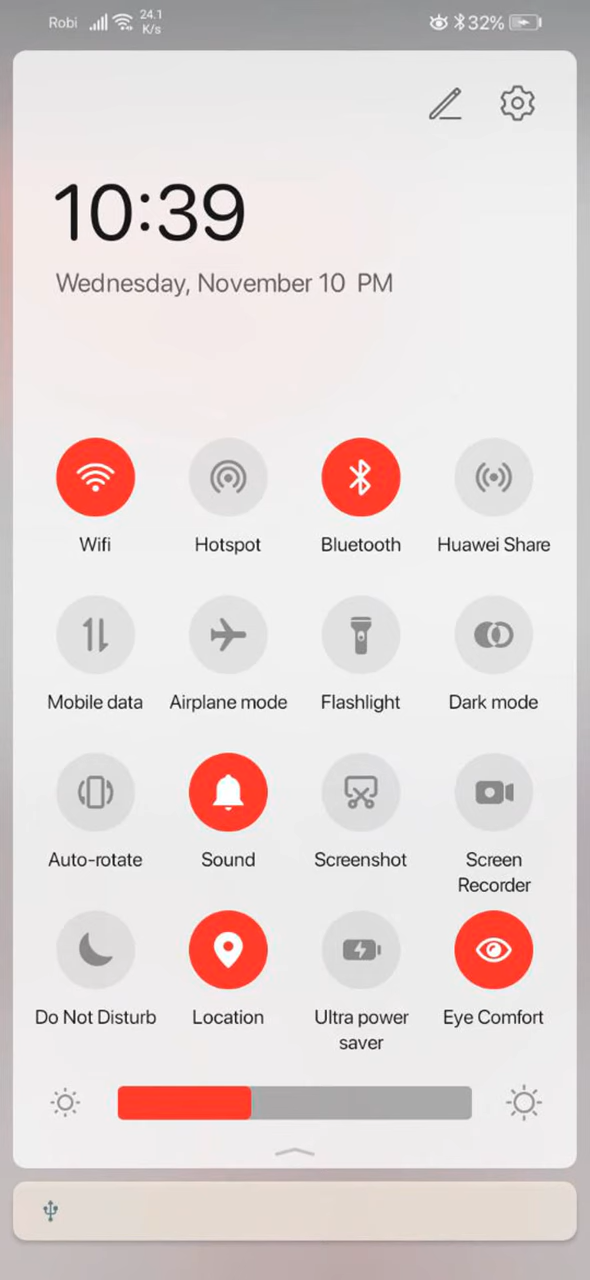 Robi 24.1 K/s 32%
10:39
Wednesday, November 10 PM
Wifi Hotspot Bluetooth Huawei Share
Mobile data Airplane mode Flashlight Dark mode
Auto-rotate Sound Screenshot Screen Recorder
Do Not Disturb Location Ultra power saver Eye Comfort